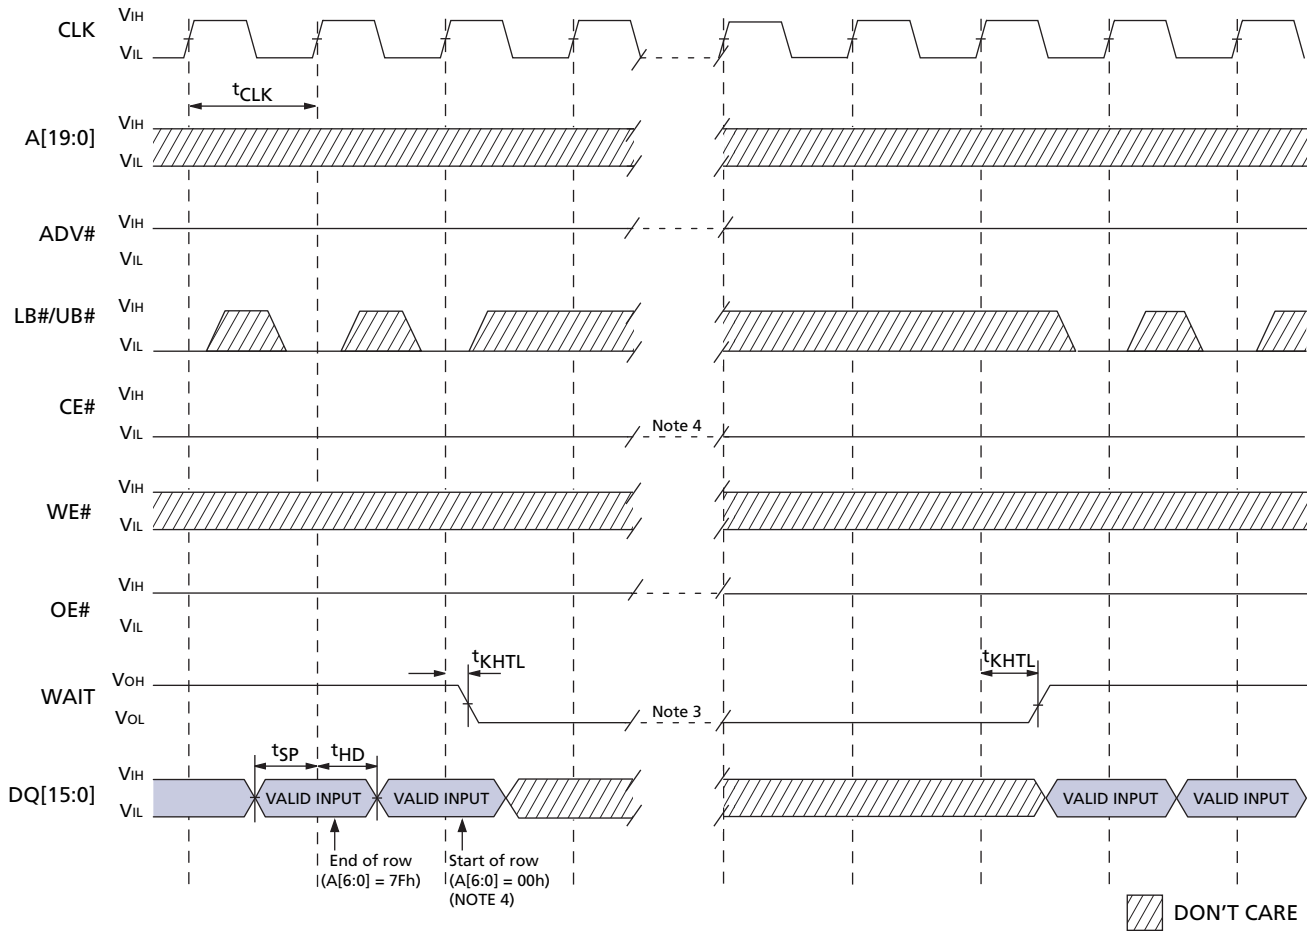 CLK VIH
VIL
tCLK
A[19:0] VIH
VIL
ADV# VIH
VIL
LB#/UB# VIH
VIL
CE# VIH
VIL Note 4
WE# VIH
VIL
OE# VIH
VIL
tKHTL tKHTL
WAIT VOH
VOL Note 3
tSP tHD
DQ[15:0] VIH
VIL
VALID INPUT VALID INPUT VALID INPUT VALID INPUT
End of row
(A[6:0] = 7Fh)
Start of row
(A[6:0] = 00h)
(NOTE 4)
DON'T CARE